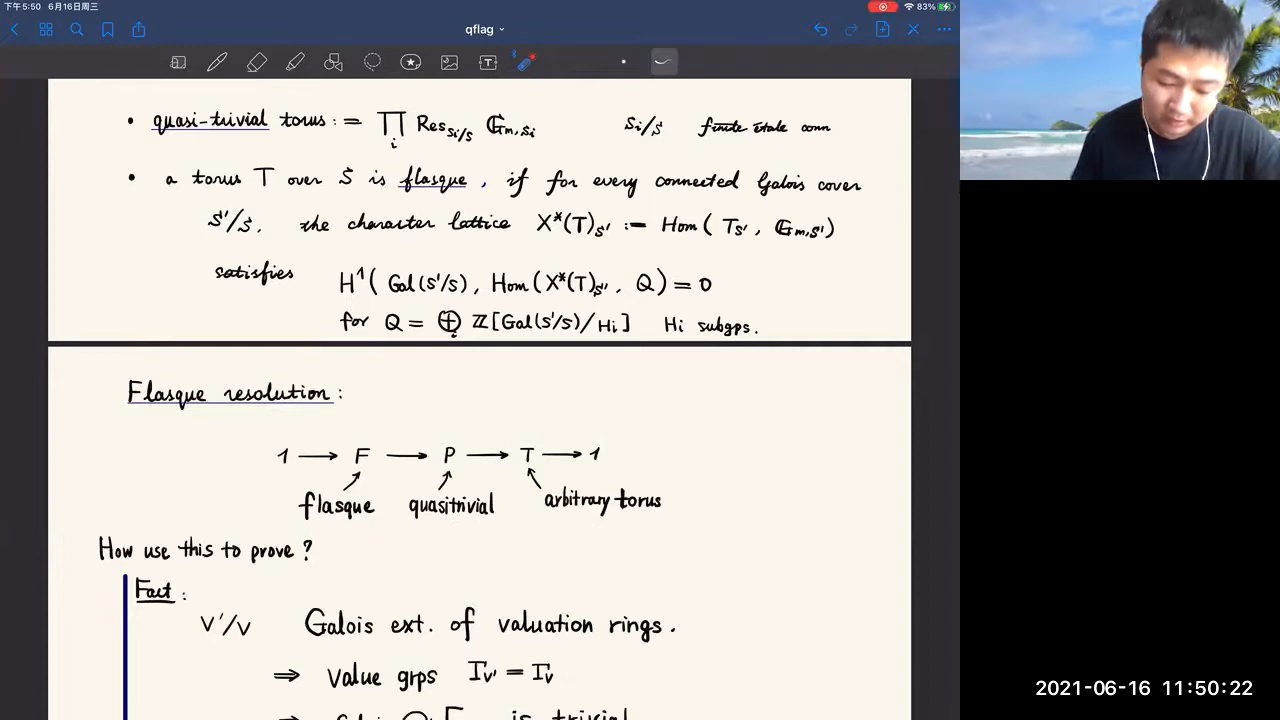 下午5:50 6月16日周三
83%
qflag
• quasi-trivial torus := ∏_i Res_{Si/S} 𝔾_{m,Si} Si/S finite étale conn
• a torus T over S is flasque, if for every connected Galois cover
S'/S, the character lattice X*(T)_{S'} := Hom( T_{S'}, 𝔾_{m,S'})
satisfies H¹( Gal(S'/S), Hom(X*(T)_{S'}, Q) = 0
for Q = ⊕_i ℤ[Gal(S'/S)/Hi] Hi subgps.
Flasque resolution :
1 → F → P → T → 1
flasque quasitrivial arbitrary torus
How use this to prove ?
Fact :
V'/V Galois ext. of valuation rings.
⇒ value grps Γ_{V'} = Γ_V
is trivial
2021-06-16 11:50:22